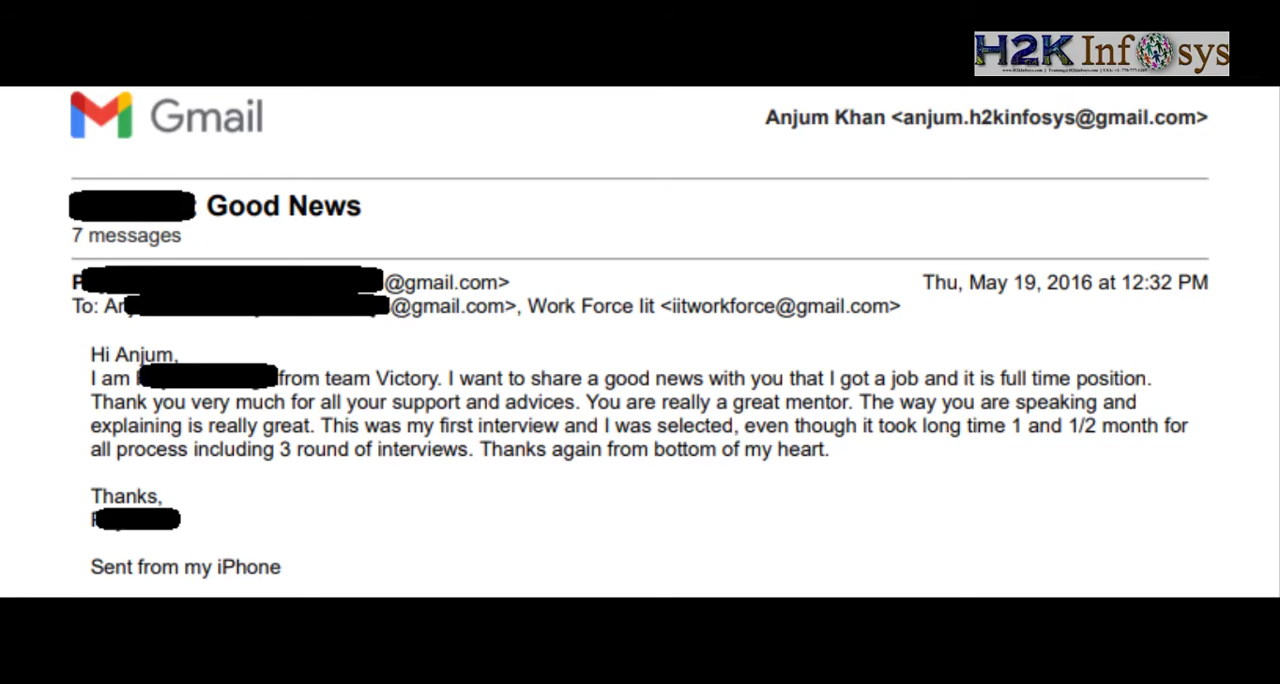 H2K Infosys
Gmail
Anjum Khan <anjum.h2kinfosys@gmail.com>
Good News
7 messages
@gmail.com>
Thu, May 19, 2016 at 12:32 PM
To: @gmail.com>, Work Force Iit <iitworkforce@gmail.com>
Hi Anjum,
I am from team Victory. I want to share a good news with you that I got a job and it is full time position.
Thank you very much for all your support and advices. You are really a great mentor. The way you are speaking and
explaining is really great. This was my first interview and I was selected, even though it took long time 1 and 1/2 month for
all process including 3 round of interviews. Thanks again from bottom of my heart.
Thanks,
Sent from my iPhone